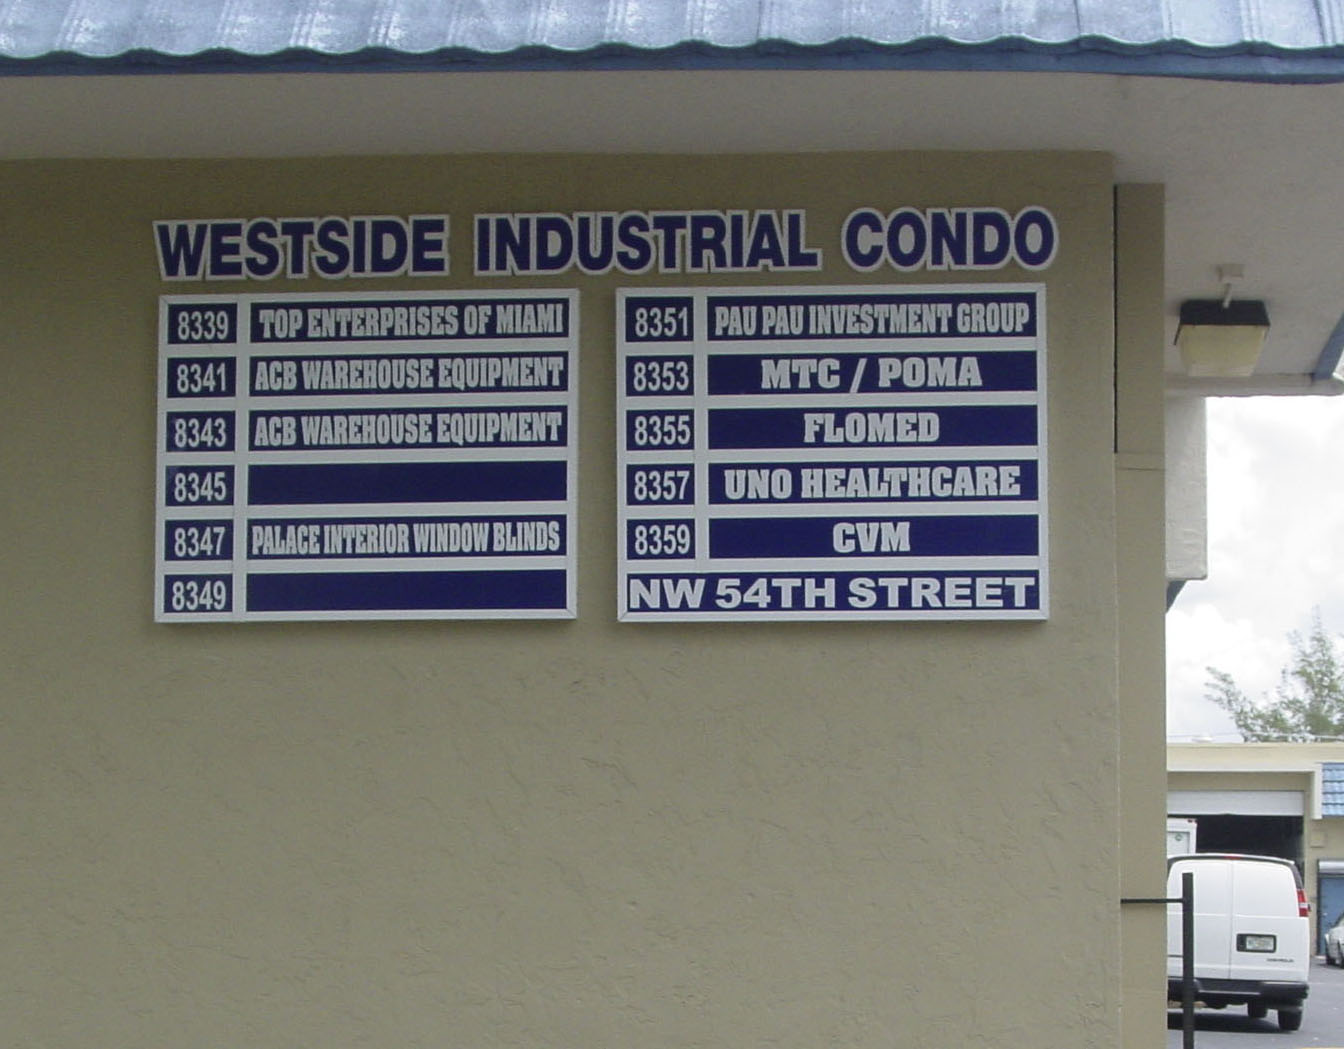 WESTSIDE INDUSTRIAL CONDO
8339 TOP ENTERPRISES OF MIAMI
8341 ACB WAREHOUSE EQUIPMENT
8343 ACB WAREHOUSE EQUIPMENT
8345
8347 PALACE INTERIOR WINDOW BLINDS
8349
8351 PAU PAU INVESTMENT GROUP
8353 MTC / POMA
8355 FLOMED
8357 UNO HEALTHCARE
8359 CVM
NW 54TH STREET